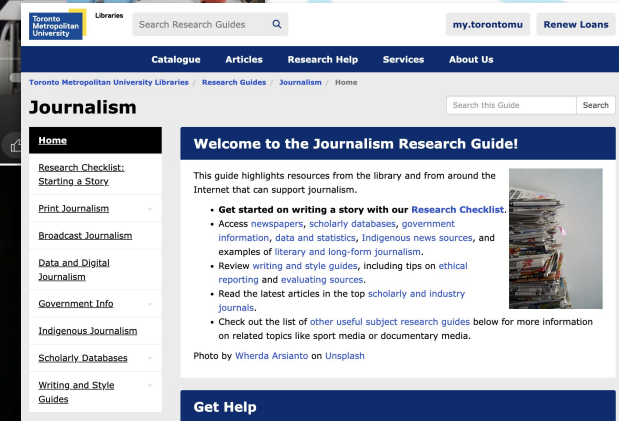 Toronto
Metropolitan
University
Libraries
Search Research Guides
my.torontomu
Renew Loans
Catalogue Articles Research Help Services About Us
Toronto Metropolitan University Libraries / Research Guides / Journalism / Home
Journalism
Search this Guide
Search
Home
Research Checklist:
Starting a Story
Print Journalism
Broadcast Journalism
Data and Digital
Journalism
Government Info
Indigenous Journalism
Scholarly Databases
Writing and Style
Guides
Welcome to the Journalism Research Guide!
This guide highlights resources from the library and from around the
Internet that can support journalism.
• Get started on writing a story with our Research Checklist.
• Access newspapers, scholarly databases, government
information, data and statistics, Indigenous news sources, and
examples of literary and long-form journalism.
• Review writing and style guides, including tips on ethical
reporting and evaluating sources.
• Read the latest articles in the top scholarly and industry
journals.
• Check out the list of other useful subject research guides below for more information
on related topics like sport media or documentary media.
Photo by Wherda Arsianto on Unsplash
Get Help